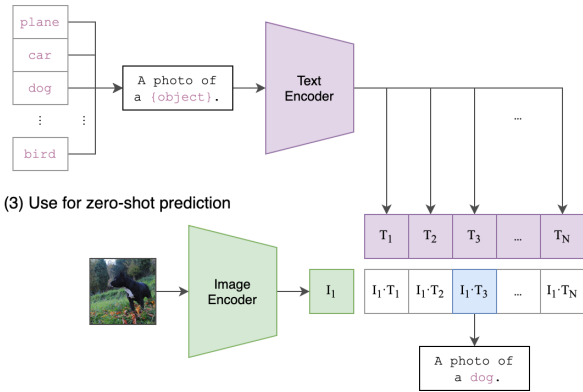 plane
car
dog
⋮ ⋮
bird
A photo of
a {object}.
Text
Encoder
...
(3) Use for zero-shot prediction
T1 T2 T3 ... TN
Image
Encoder
I1
I1·T1 I1·T2 I1·T3 ... I1·TN
A photo of
a dog.